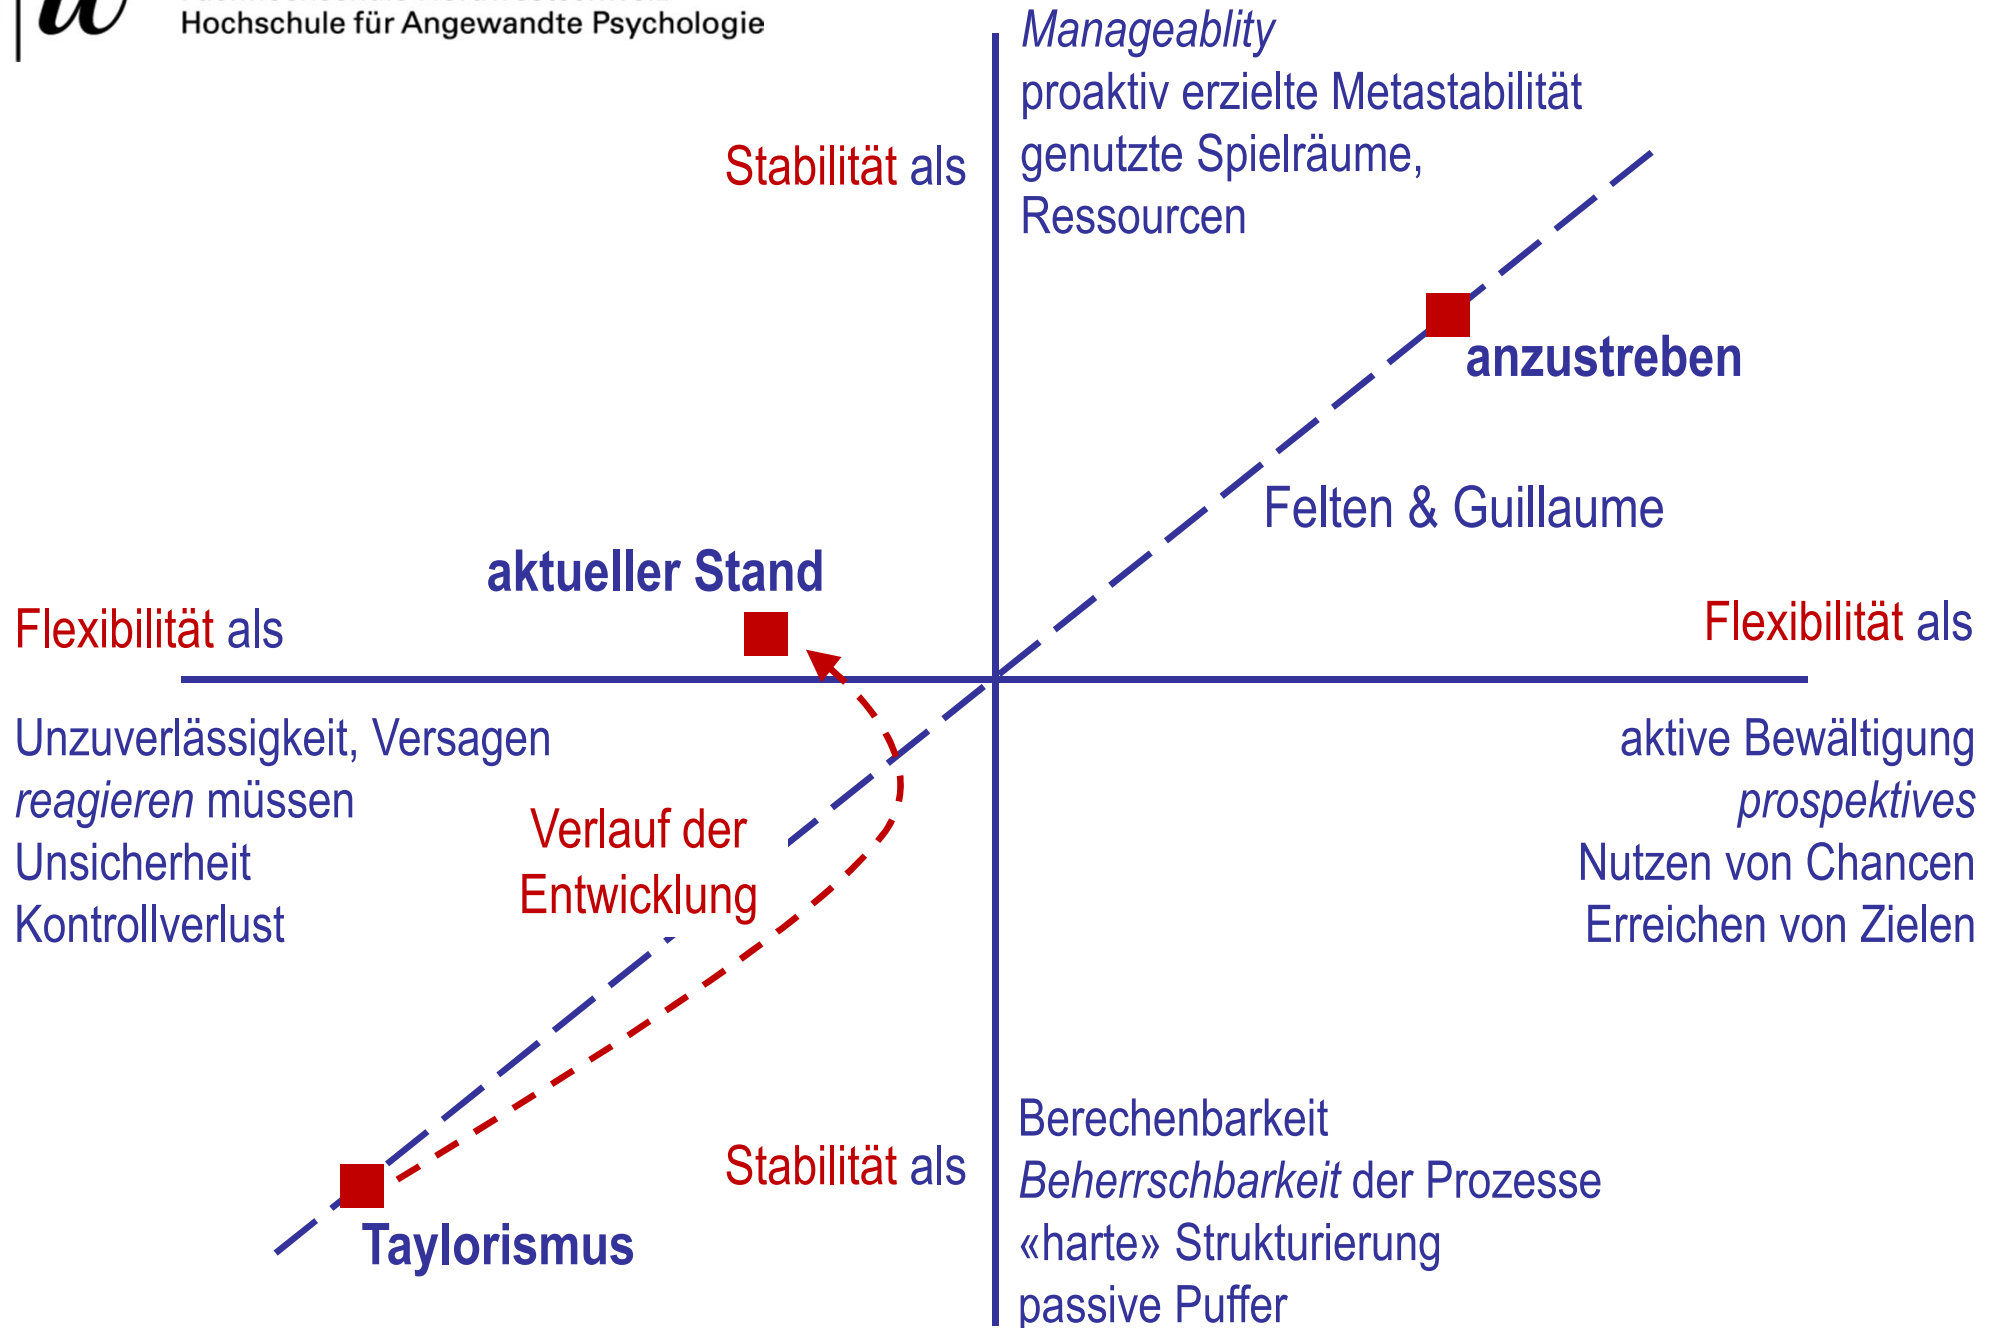 Hochschule für Angewandte Psychologie
Manageablity
proaktiv erzielte Metastabilität
genutzte Spielräume,
Ressourcen
Stabilität als
anzustreben
Felten & Guillaume
aktueller Stand
Flexibilität als
Flexibilität als
Unzuverlässigkeit, Versagen
reagieren müssen
Unsicherheit
Kontrollverlust
aktive Bewältigung
prospektives
Nutzen von Chancen
Erreichen von Zielen
Verlauf der
Entwicklung
Stabilität als
Berechenbarkeit
Beherrschbarkeit der Prozesse
«harte» Strukturierung
passive Puffer
Taylorismus